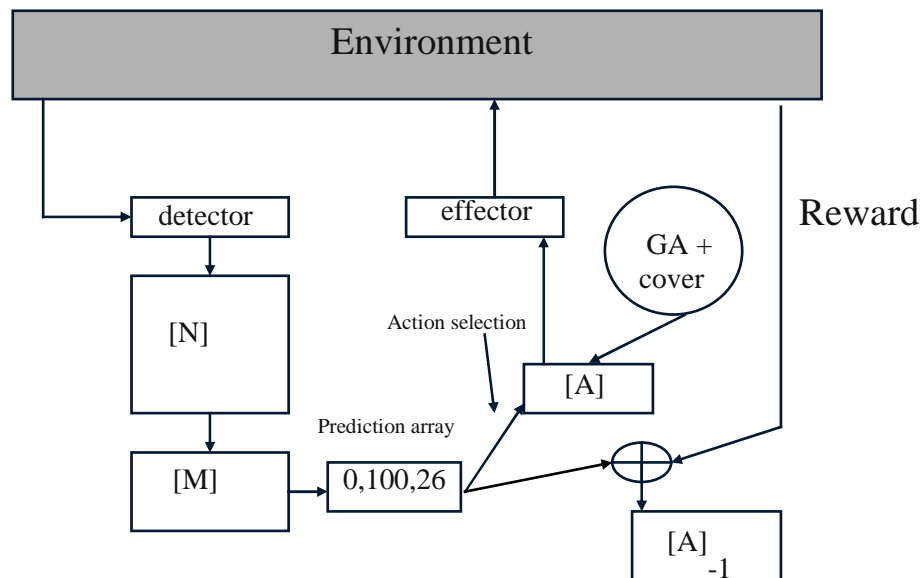 Environment
detector
effector
Reward
GA +
cover
[N]
Action selection
[A]
Prediction array
[M]
0,100,26
[A]
-1